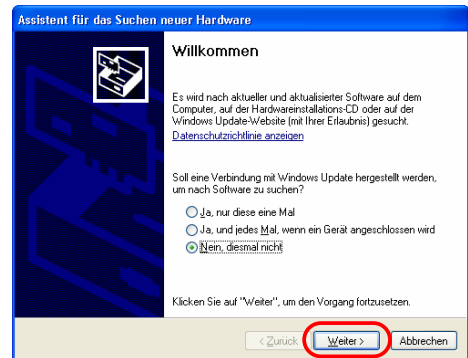 Assistent für das Suchen neuer Hardware
Willkommen
Es wird nach aktueller und aktualisierter Software auf dem
Computer, auf der Hardwareinstallations-CD oder auf der
Windows Update-Website (mit Ihrer Erlaubnis) gesucht.
Datenschutzrichtlinie anzeigen
Soll eine Verbindung mit Windows Update hergestellt werden,
um nach Software zu suchen?
Ja, nur diese eine Mal
Ja, und jedes Mal, wenn ein Gerät angeschlossen wird
Nein, diesmal nicht
Klicken Sie auf "Weiter", um den Vorgang fortzusetzen.
< Zurück
Weiter >
Abbrechen